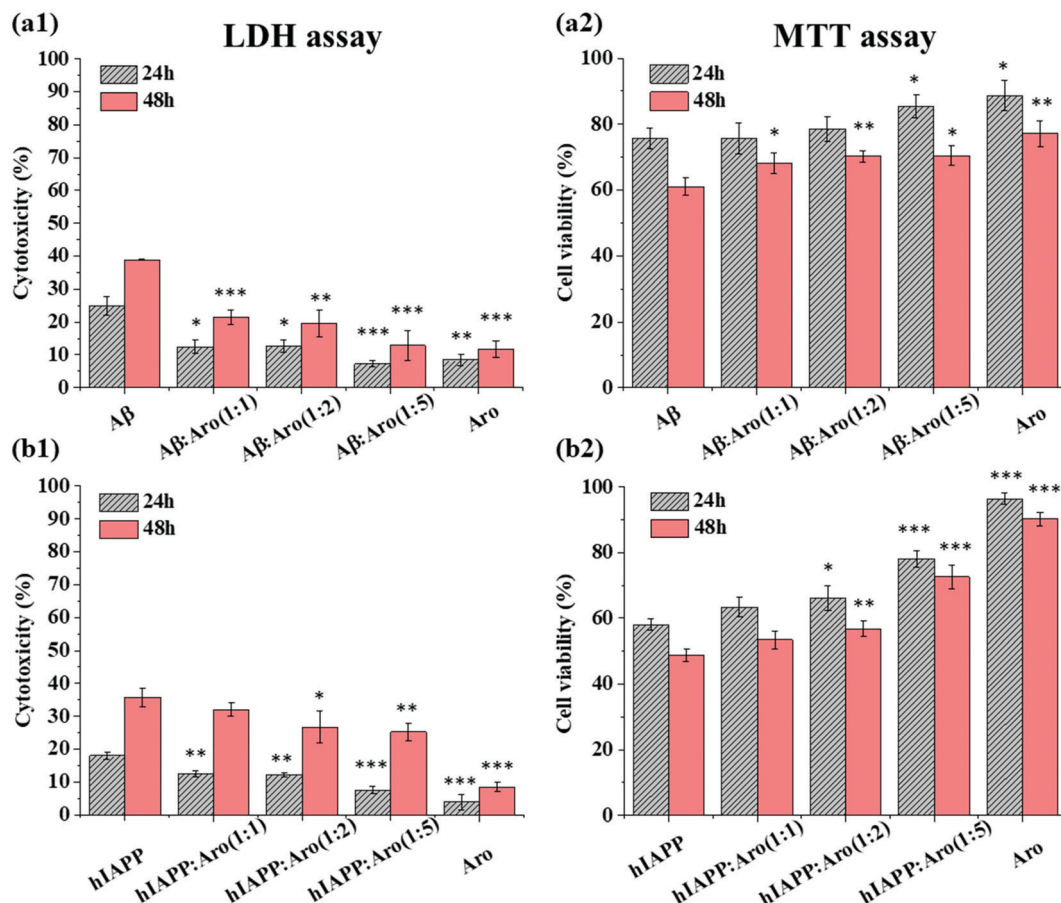 (a1)
LDH assay
24h
48h
Cytotoxicity (%)
100
90
80
70
60
50
40
30
20
10
0
* *** * ** *** *** ** ***
Aβ Aβ:Aro(1:1) Aβ:Aro(1:2) Aβ:Aro(1:5) Aro
(a2)
MTT assay
24h
48h
Cell viability (%)
100
80
60
40
20
0
* ** * * * **
Aβ Aβ:Aro(1:1) Aβ:Aro(1:2) Aβ:Aro(1:5) Aro
(b1)
24h
48h
Cytotoxicity (%)
100
90
80
70
60
50
40
30
20
10
0
** ** * *** ** *** ***
hIAPP hIAPP:Aro(1:1) hIAPP:Aro(1:2) hIAPP:Aro(1:5) Aro
(b2)
24h
48h
Cell viability (%)
100
80
60
40
20
0
* ** *** *** *** ***
hIAPP hIAPP:Aro(1:1) hIAPP:Aro(1:2) hIAPP:Aro(1:5) Aro